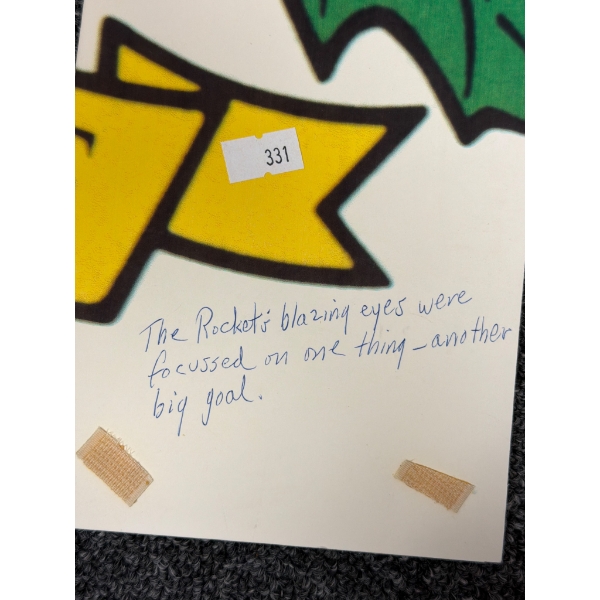 331
The Rocket's blazing eyes were
focussed on one thing - another
big goal.